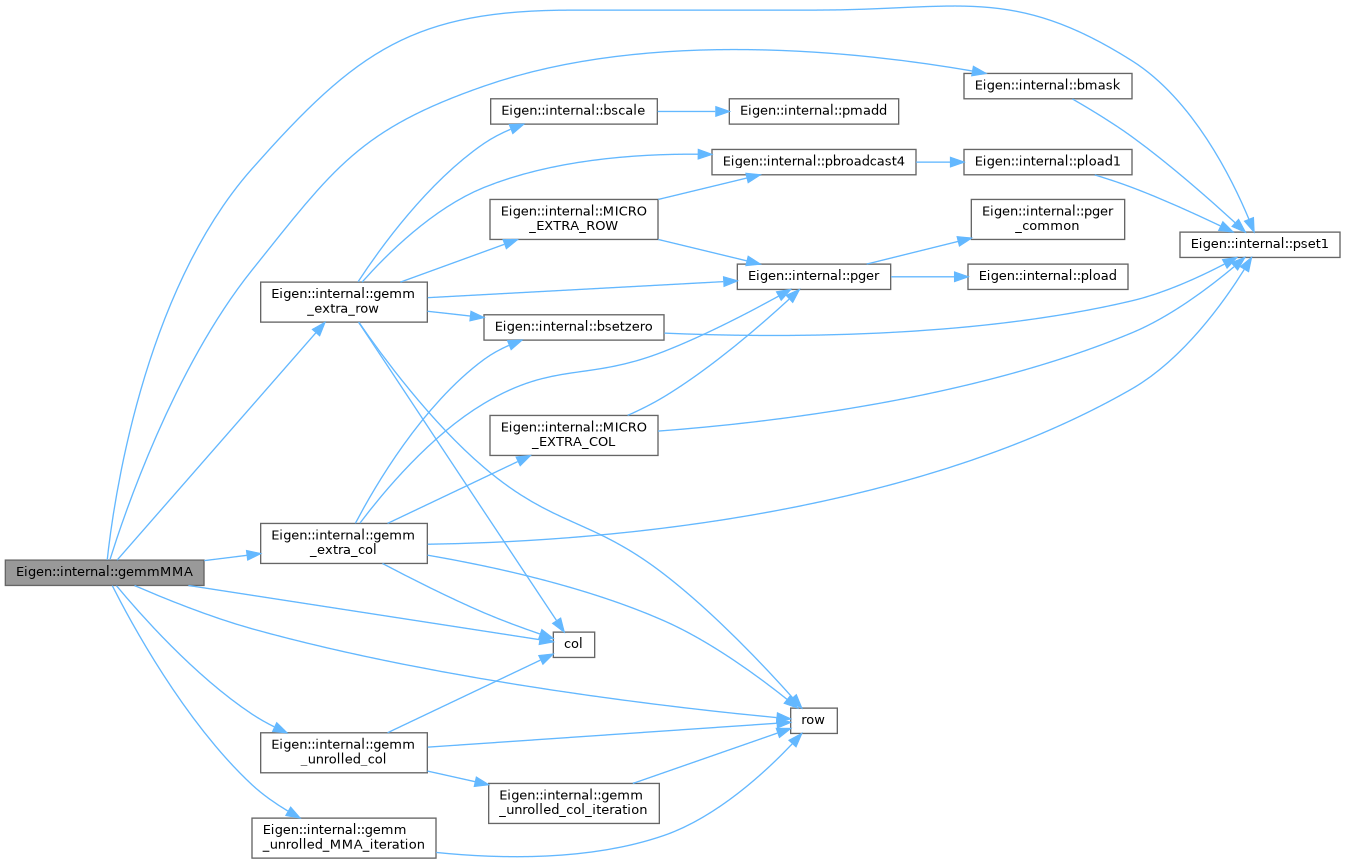 Eigen::internal::bmask
Eigen::internal::bscale
Eigen::internal::pmadd
Eigen::internal::pbroadcast4
Eigen::internal::pload1
Eigen::internal::MICRO
_EXTRA_ROW
Eigen::internal::pger
_common
Eigen::internal::pset1
Eigen::internal::pger
Eigen::internal::pload
Eigen::internal::gemm
_extra_row
Eigen::internal::bsetzero
Eigen::internal::MICRO
_EXTRA_COL
Eigen::internal::gemm
_extra_col
Eigen::internal::gemmMMA
col
row
Eigen::internal::gemm
_unrolled_col
Eigen::internal::gemm
_unrolled_col_iteration
Eigen::internal::gemm
_unrolled_MMA_iteration